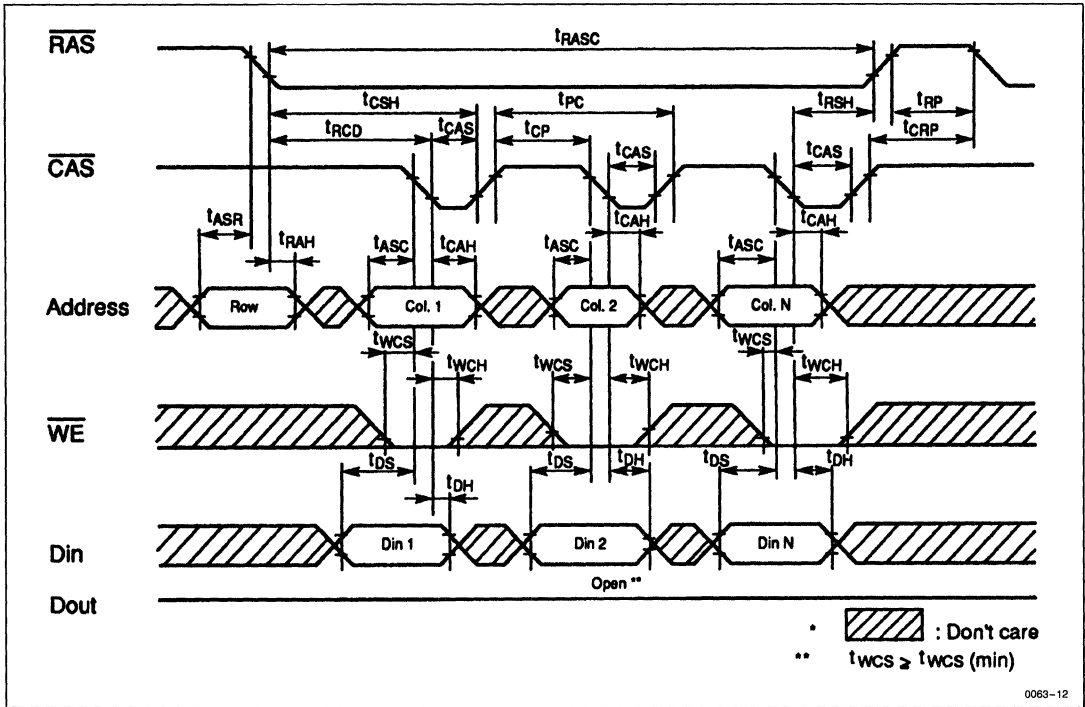 RAS
tRASC
tCSH
tPC
tRSH
tRP
tRCD
tCAS
tCP
tCAS
tCAS
tCRP
CAS
tASR
tRAH
tASC
tCAH
tASC
tCAH
tASC
tCAH
Address
Row
Col. 1
Col. 2
Col. N
tWCS
tWCH
tWCS
tWCH
tWCS
tWCH
WE
tDS
tDH
tDS
tDH
tDS
tDH
Din
Din 1
Din 2
Din N
Open **
Dout
* : Don't care
** tWCS ≥ tWCS (min)
0063-12